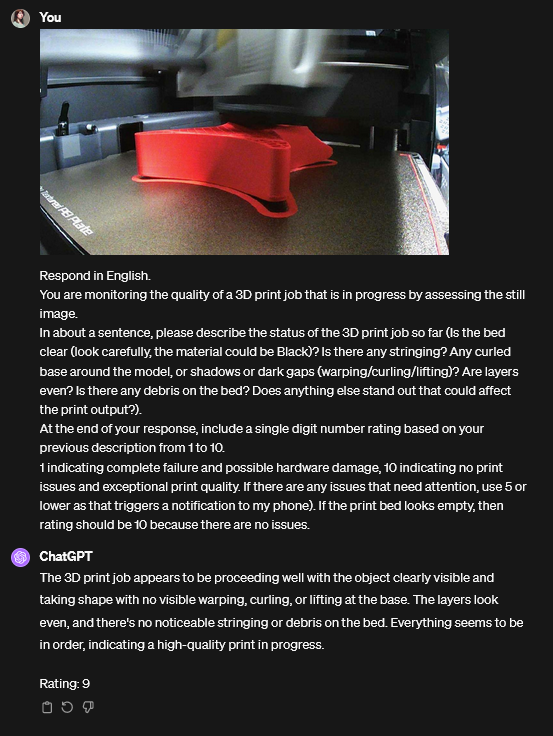 You
Textured PEI Plate
Respond in English.
You are monitoring the quality of a 3D print job that is in progress by assessing the still
image.
In about a sentence, please describe the status of the 3D print job so far (Is the bed
clear (look carefully, the material could be Black)? Is there any stringing? Any curled
base around the model, or shadows or dark gaps (warping/curling/lifting)? Are layers
even? Is there any debris on the bed? Does anything else stand out that could affect
the print output?).
At the end of your response, include a single digit number rating based on your
previous description from 1 to 10.
1 indicating complete failure and possible hardware damage, 10 indicating no print
issues and exceptional print quality. If there are any issues that need attention, use 5 or
lower as that triggers a notification to my phone). If the print bed looks empty, then
rating should be 10 because there are no issues.
ChatGPT
The 3D print job appears to be proceeding well with the object clearly visible and
taking shape with no visible warping, curling, or lifting at the base. The layers look
even, and there's no noticeable stringing or debris on the bed. Everything seems to be
in order, indicating a high-quality print in progress.
Rating: 9